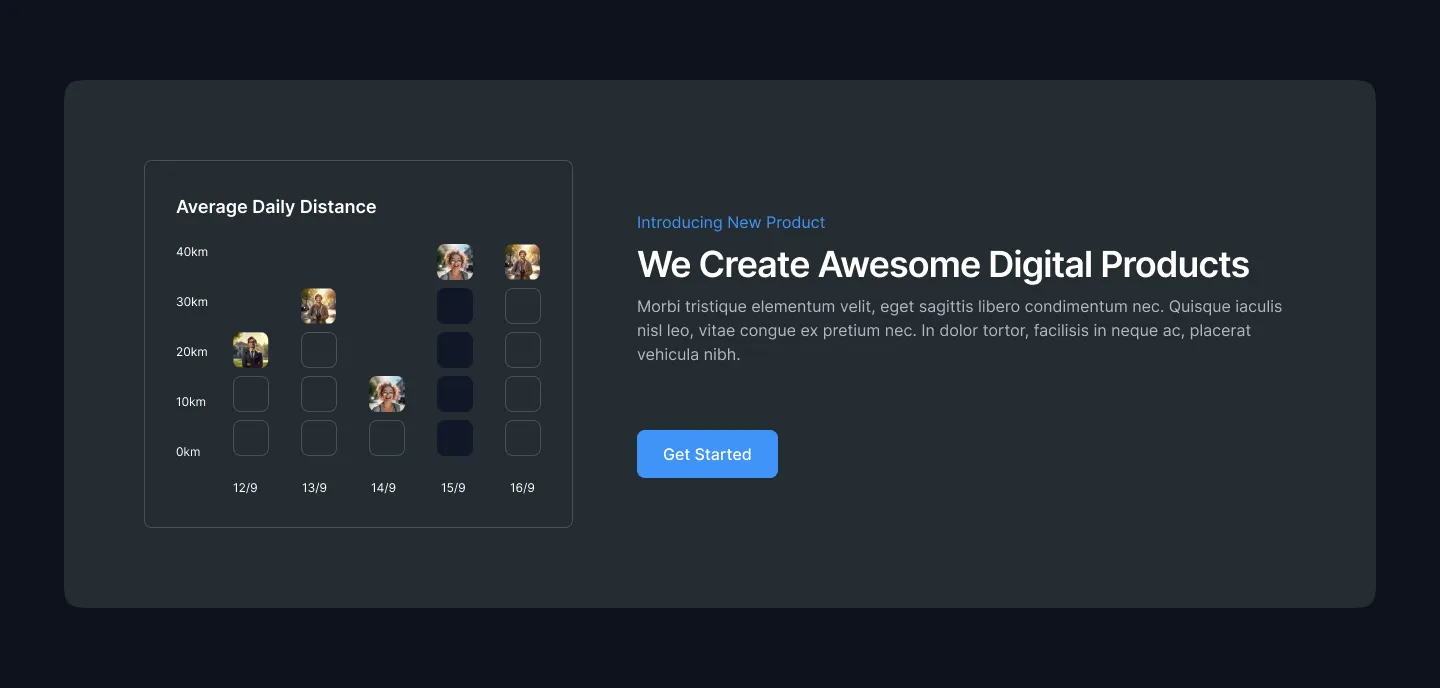 Average Daily Distance
40km
30km
20km
10km
0km
12/9 13/9 14/9 15/9 16/9
Introducing New Product
We Create Awesome Digital Products
Morbi tristique elementum velit, eget sagittis libero condimentum nec. Quisque iaculis
nisl leo, vitae congue ex pretium nec. In dolor tortor, facilisis in neque ac, placerat
vehicula nibh.
Get Started